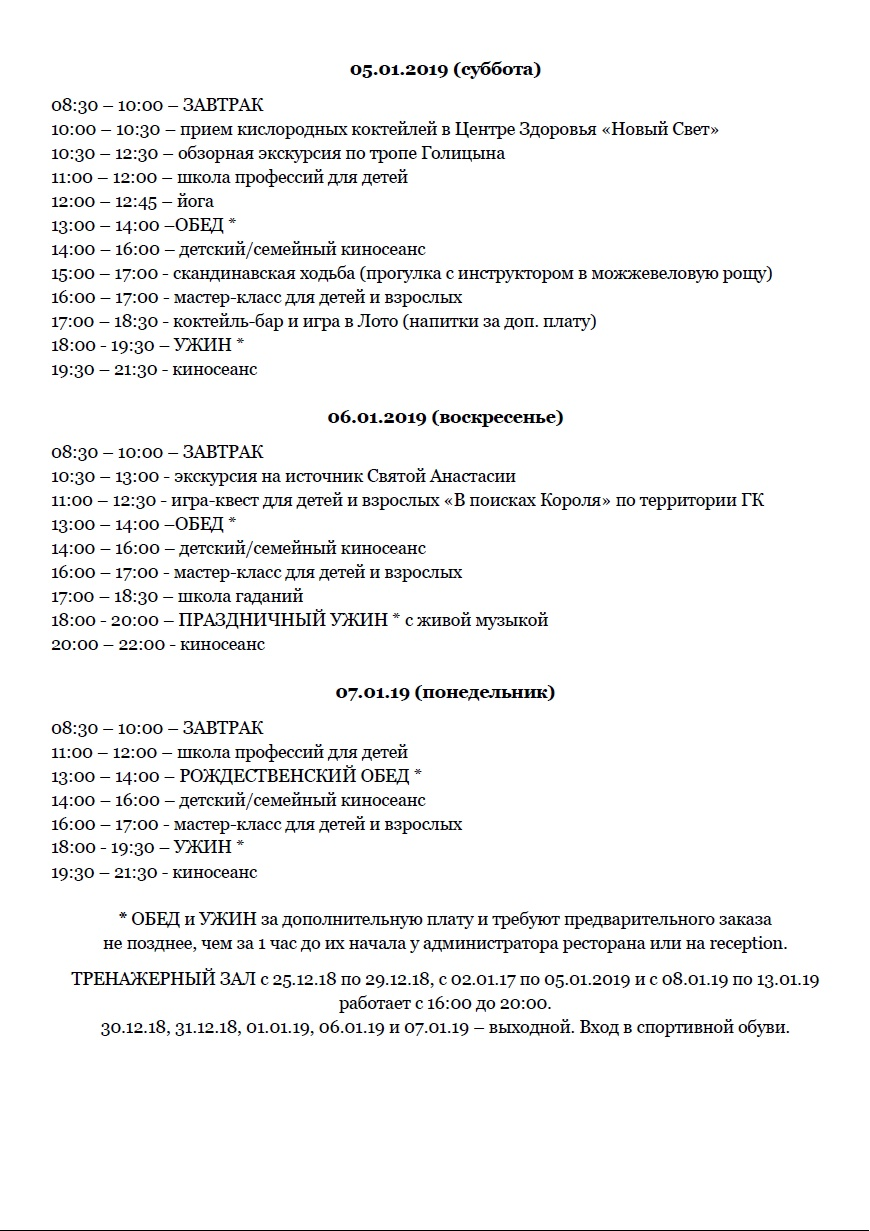 05.01.2019 (суббота)
08:30 – 10:00 – ЗАВТРАК
10:00 – 10:30 – прием кислородных коктейлей в Центре Здоровья «Новый Свет»
10:30 – 12:30 – обзорная экскурсия по тропе Голицына
11:00 – 12:00 – школа профессий для детей
12:00 – 12:45 – йога
13:00 – 14:00 –ОБЕД *
14:00 – 16:00 – детский/семейный киносеанс
15:00 – 17:00 - скандинавская ходьба (прогулка с инструктором в можжевеловую рощу)
16:00 – 17:00 - мастер-класс для детей и взрослых
17:00 – 18:30 - коктейль-бар и игра в Лото (напитки за доп. плату)
18:00 - 19:30 – УЖИН *
19:30 – 21:30 - киносеанс
06.01.2019 (воскресенье)
08:30 – 10:00 – ЗАВТРАК
10:30 – 13:00 - экскурсия на источник Святой Анастасии
11:00 – 12:30 - игра-квест для детей и взрослых «В поисках Короля» по территории ГК
13:00 – 14:00 –ОБЕД *
14:00 – 16:00 – детский/семейный киносеанс
16:00 – 17:00 - мастер-класс для детей и взрослых
17:00 – 18:30 – школа гаданий
18:00 - 20:00 – ПРАЗДНИЧНЫЙ УЖИН * с живой музыкой
20:00 – 22:00 - киносеанс
07.01.19 (понедельник)
08:30 – 10:00 – ЗАВТРАК
11:00 – 12:00 – школа профессий для детей
13:00 – 14:00 – РОЖДЕСТВЕНСКИЙ ОБЕД *
14:00 – 16:00 – детский/семейный киносеанс
16:00 – 17:00 - мастер-класс для детей и взрослых
18:00 - 19:30 – УЖИН *
19:30 – 21:30 - киносеанс
* ОБЕД и УЖИН за дополнительную плату и требуют предварительного заказа
не позднее, чем за 1 час до их начала у администратора ресторана или на reception.
ТРЕНАЖЕРНЫЙ ЗАЛ с 25.12.18 по 29.12.18, с 02.01.17 по 05.01.2019 и с 08.01.19 по 13.01.19
работает с 16:00 до 20:00.
30.12.18, 31.12.18, 01.01.19, 06.01.19 и 07.01.19 – выходной. Вход в спортивной обуви.